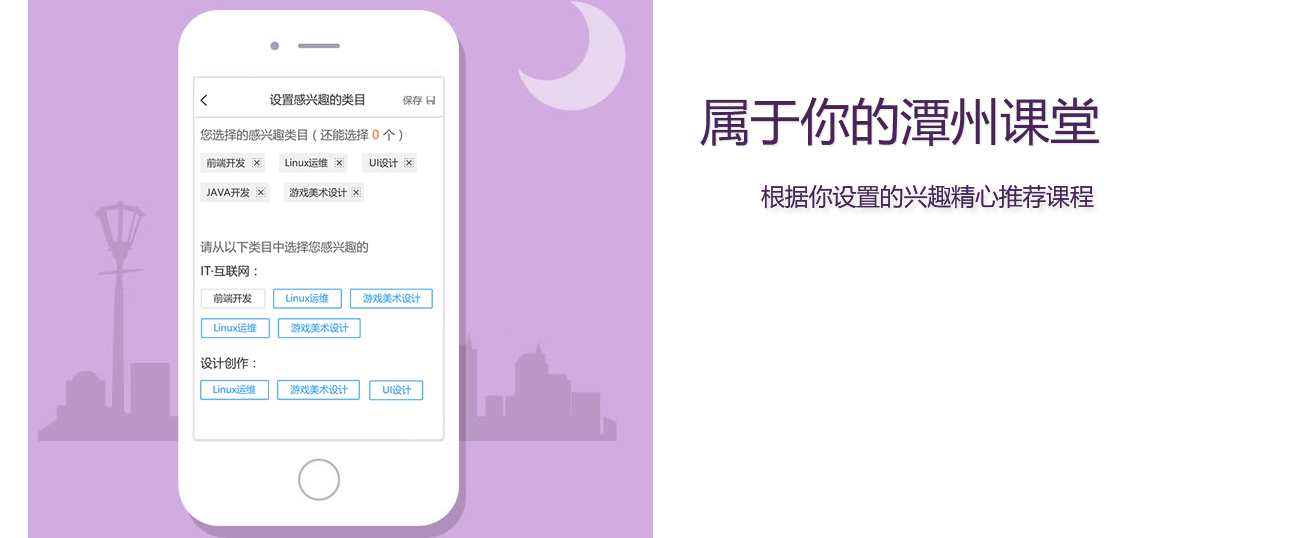 设置感兴趣的类目 保存
您选择的感兴趣类目(还能选择 0 个)
前端开发 Linux运维 UI设计
JAVA开发 游戏美术设计
请从以下类目中选择您感兴趣的
IT·互联网:
前端开发 Linux运维 游戏美术设计
Linux运维 游戏美术设计
设计创作:
Linux运维 游戏美术设计 UI设计
属于你的潭州课堂
根据你设置的兴趣精心推荐课程